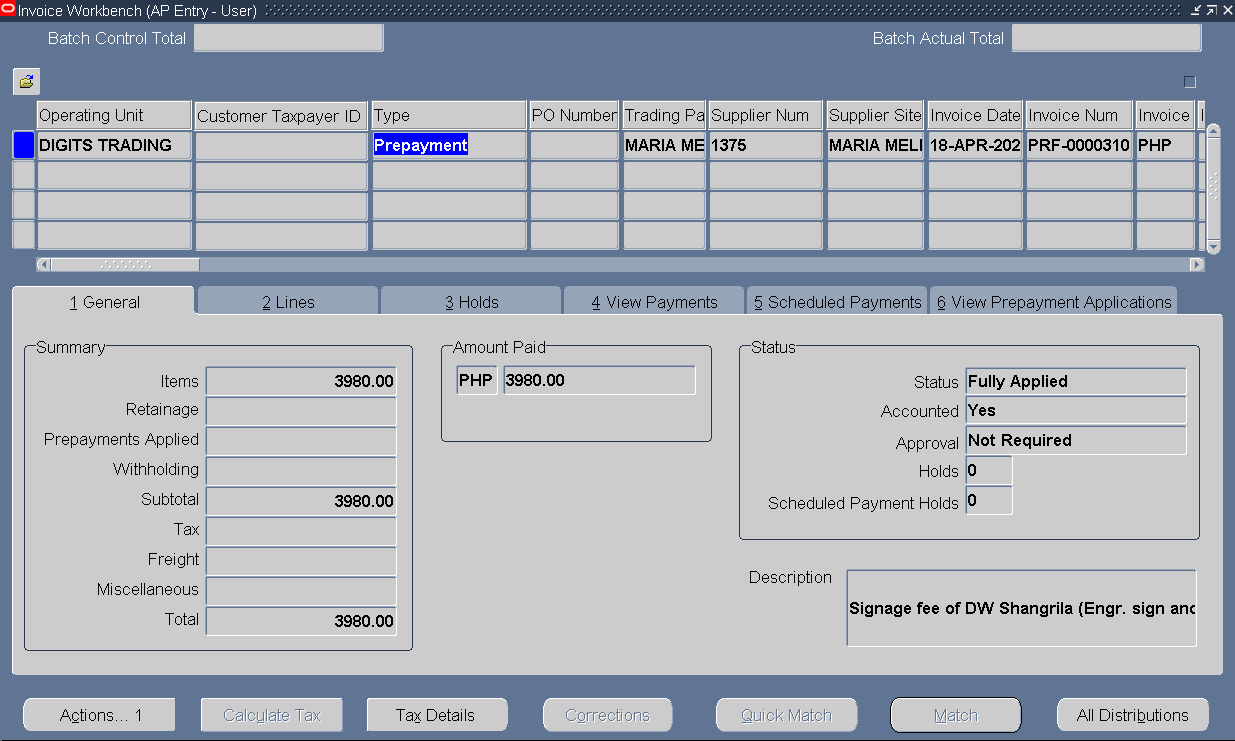 Invoice Workbench (AP Entry - User)
Batch Control Total
Batch Actual Total
Operating Unit Customer Taxpayer ID Type PO Number Trading Pa Supplier Num Supplier Site Invoice Date Invoice Num Invoice
DIGITS TRADING Prepayment MARIA ME 1375 MARIA MELI 18-APR-202 PRF-0000310 PHP
1 General 2 Lines 3 Holds 4 View Payments 5 Scheduled Payments 6 View Prepayment Applications
Summary Amount Paid Status
Items 3980.00 PHP 3980.00 Status Fully Applied
Retainage Accounted Yes
Prepayments Applied Approval Not Required
Withholding Holds 0
Subtotal 3980.00 Scheduled Payment Holds 0
Tax
Freight
Miscellaneous Description
Total 3980.00 Signage fee of DW Shangrila (Engr. sign and
Actions... 1 Calculate Tax Tax Details Corrections Quick Match Match All Distributions